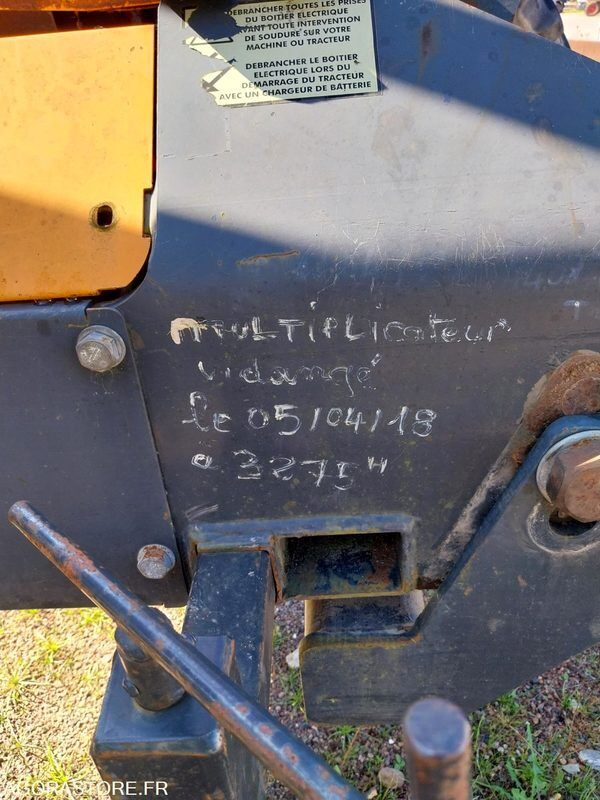 DEBRANCHER TOUTES LES PRISES
DU BOITIER ELECTRIQUE
AVANT TOUTE INTERVENTION
DE SOUDURE SUR VOTRE
MACHINE OU TRACTEUR
DEBRANCHER LE BOITIER
ELECTRIQUE LORS DU
DEMARRAGE DU TRACTEUR
AVEC UN CHARGEUR DE BATTERIE
MULTIPLICateur
vidangé
le 05/04/18
a 3275H
AGORASTORE.FR